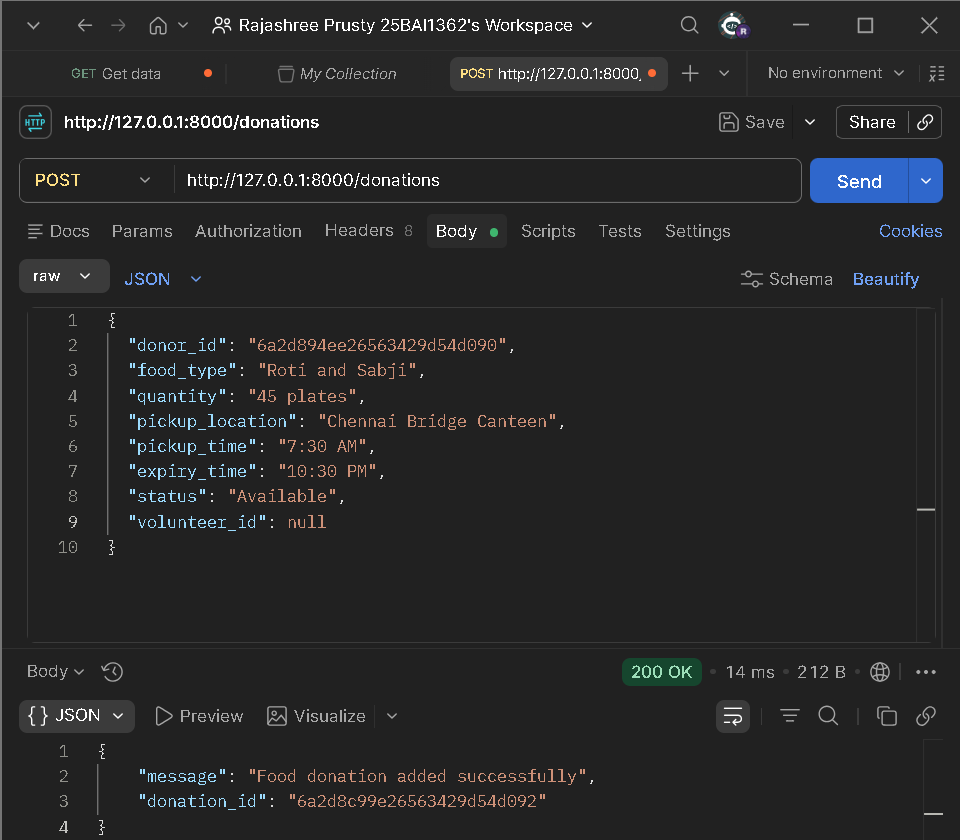 Rajashree Prusty 25BAI1362's Workspace
GET Get data
My Collection
POST http://127.0.0.1:8000,
No environment
HTTP http://127.0.0.1:8000/donations
Save
Share
POST
http://127.0.0.1:8000/donations
Send
Docs Params Authorization Headers 8 Body Scripts Tests Settings Cookies
raw JSON Schema Beautify
1 {
2 "donor_id": "6a2d894ee26563429d54d090",
3 "food_type": "Roti and Sabji",
4 "quantity": "45 plates",
5 "pickup_location": "Chennai Bridge Canteen",
6 "pickup_time": "7:30 AM",
7 "expiry_time": "10:30 PM",
8 "status": "Available",
9 "volunteer_id": null
10 }
Body 200 OK • 14 ms • 212 B •
{} JSON Preview Visualize
1 {
2 "message": "Food donation added successfully",
3 "donation_id": "6a2d8c99e26563429d54d092"
4 }